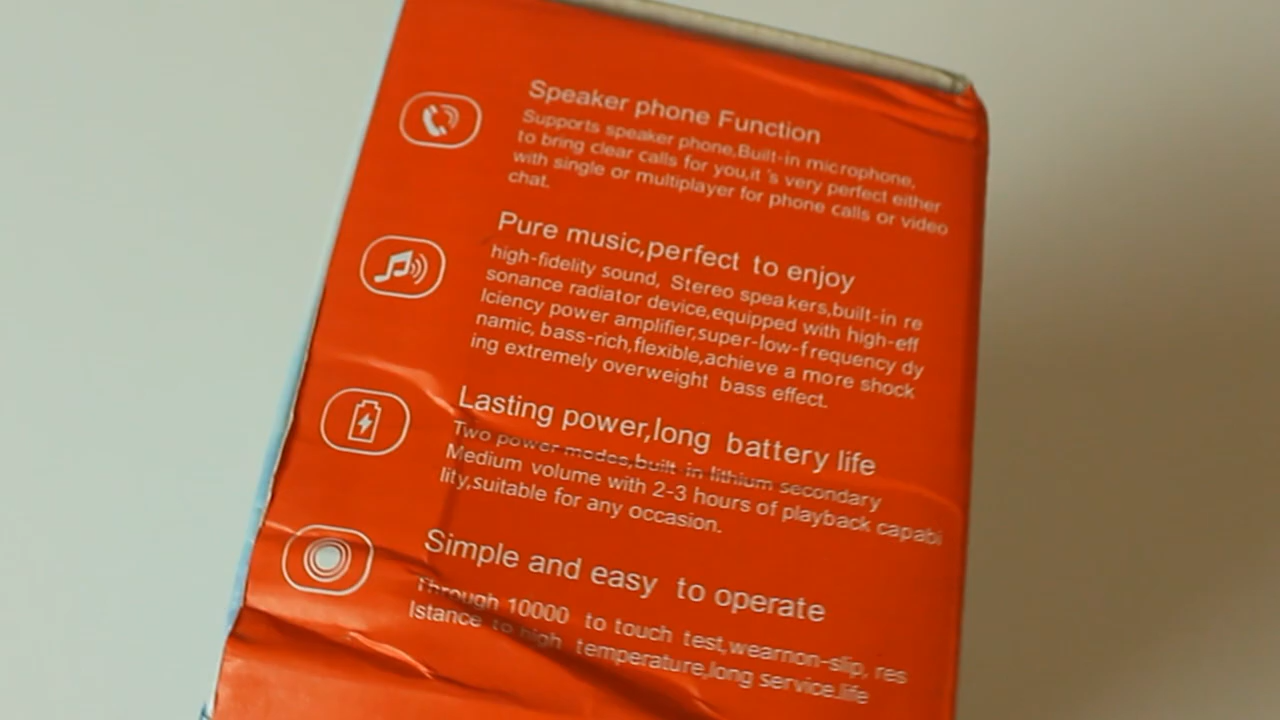 Speaker phone Function
Supports speaker phone,Built-in microphone,
to bring clear calls for you,it 's very perfect either
with single or multiplayer for phone calls or video
chat.
Pure music,perfect to enjoy
high-fidelity sound, Stereo speakers,built-in re
sonance radiator device,equipped with high-eff
lciency power amplifier,super-low-frequency dy
namic, bass-rich,flexible,achieve a more shock
ing extremely overweight bass effect.
Lasting power,long battery life
Two power modes,built-in lithium secondary
Medium volume with 2-3 hours of playback capabi
lity,suitable for any occasion.
Simple and easy to operate
Through 10000 to touch test,wearnon-slip, res
lstance to high temperature,long service.life